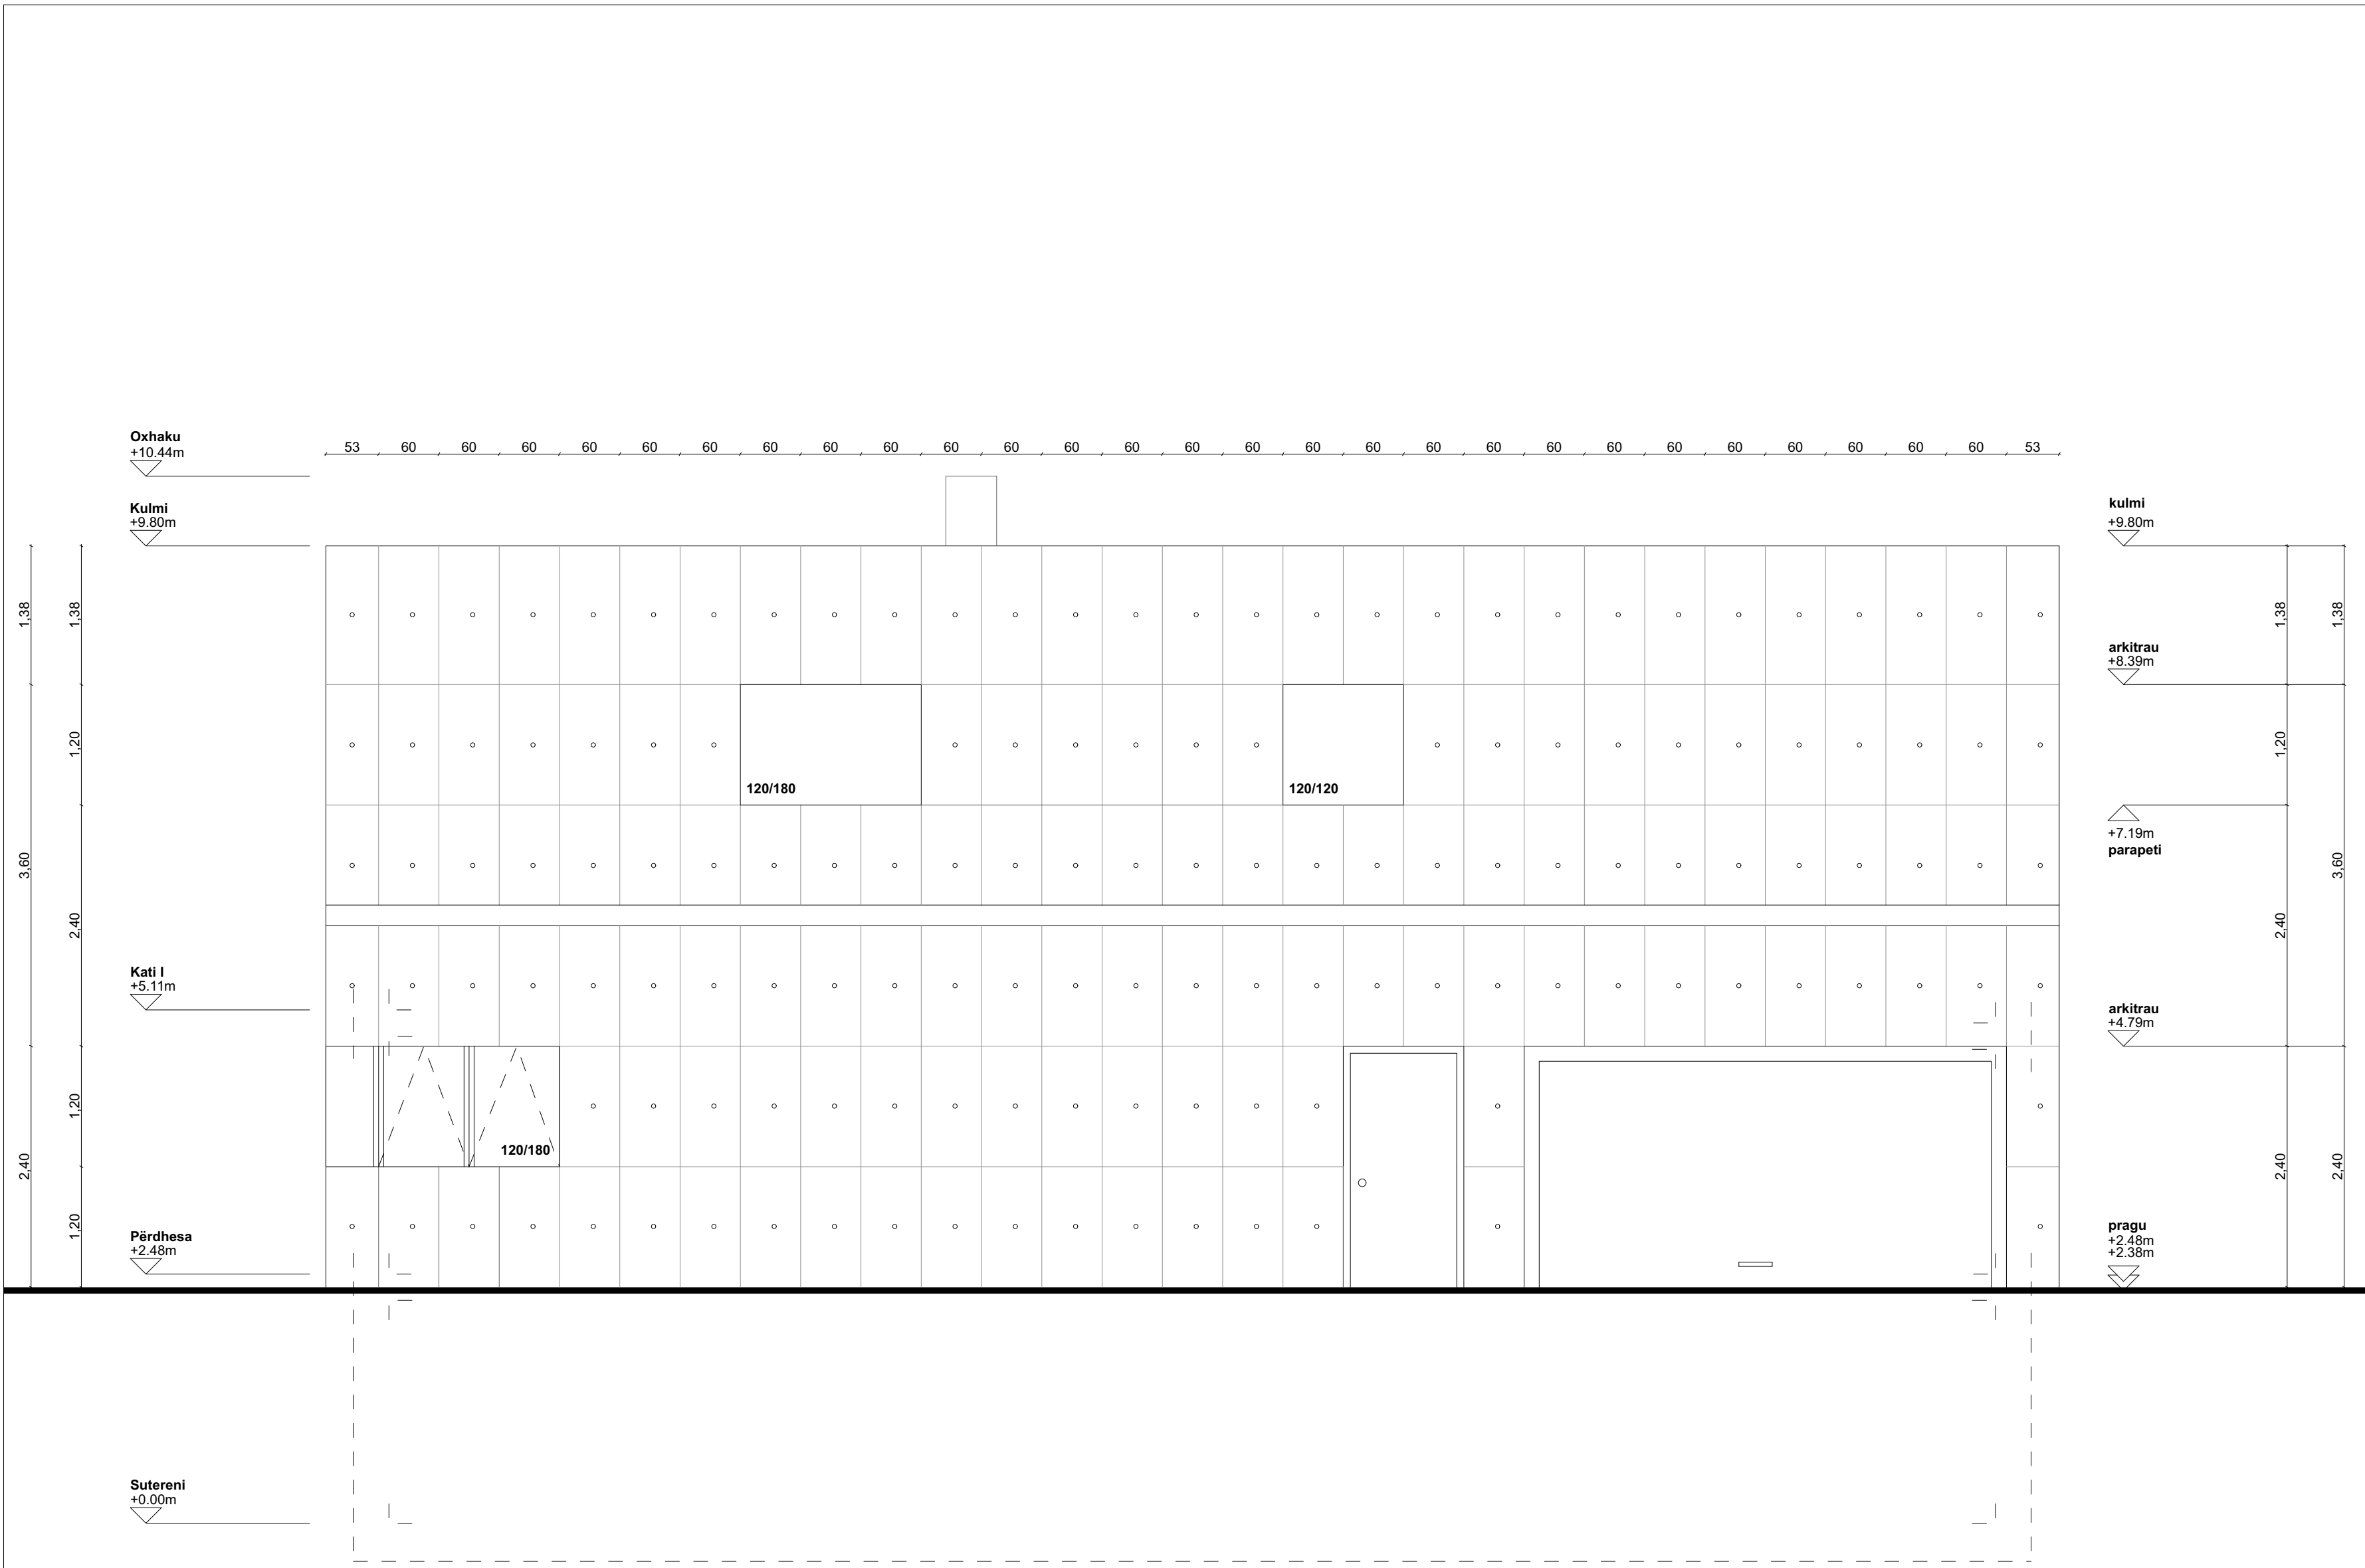 Oxhaku
+10.44m
53 60 60 60 60 60 60 60 60 60 60 60 60 60 60 60 60 60 60 60 60 60 60 60 60 60 60 60 53
Kulmi
+9.80m
kulmi
+9.80m
1,38
1,38
1,38
1,38
arkitrau
+8.39m
1,20
1,20
120/180
120/120
+7.19m
parapeti
3,60
3,60
2,40
2,40
Kati I
+5.11m
arkitrau
+4.79m
1,20
120/180
2,40
2,40
2,40
1,20
Përdhesa
+2.48m
pragu
+2.48m
+2.38m
Sutereni
+0.00m